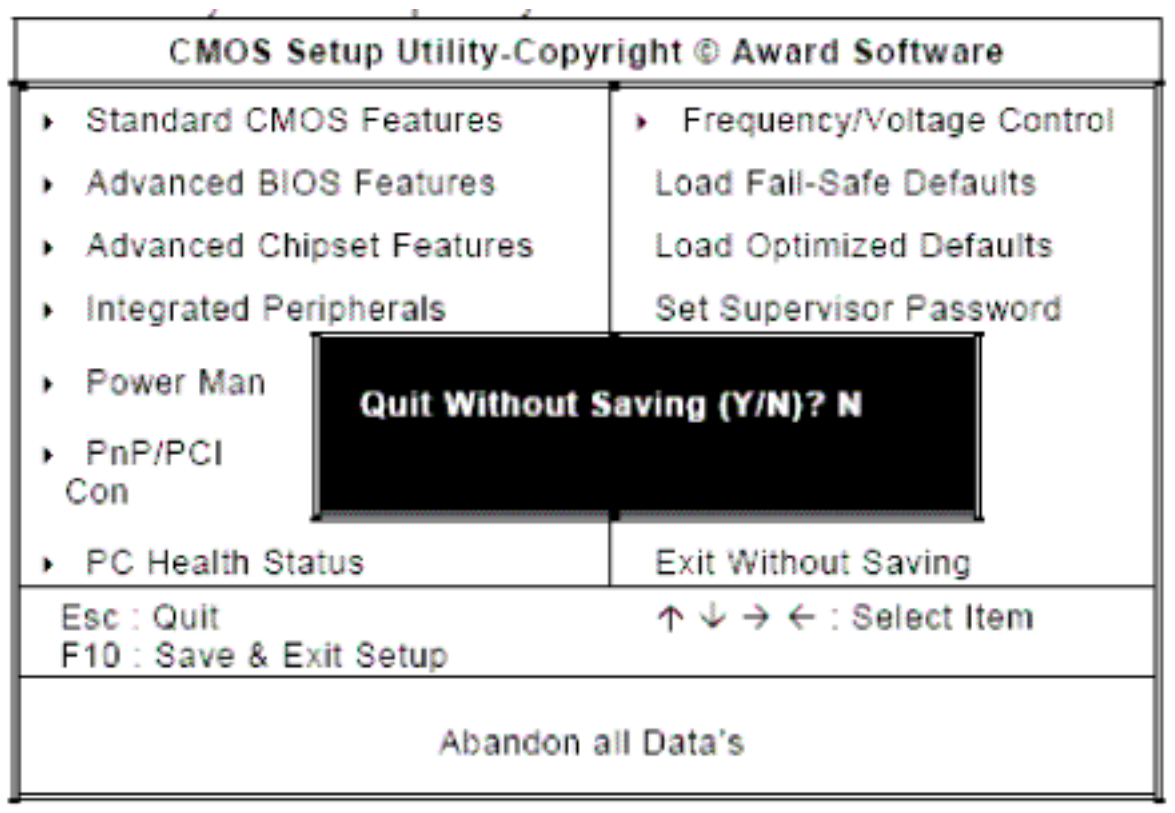 CMOS Setup Utility-Copyright © Award Software
▸ Standard CMOS Features
▸ Advanced BIOS Features
▸ Advanced Chipset Features
▸ Integrated Peripherals
▸ Power Man
▸ PnP/PCI
Con
▸ PC Health Status
▸ Frequency/Voltage Control
Load Fail-Safe Defaults
Load Optimized Defaults
Set Supervisor Password
Exit Without Saving
Quit Without Saving (Y/N)? N
Esc : Quit
F10 : Save & Exit Setup
↑ ↓ → ← : Select Item
Abandon all Data's